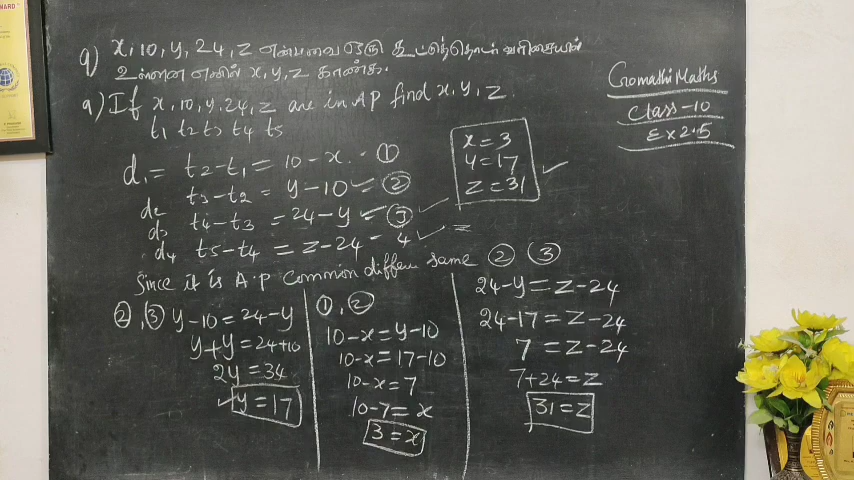 q) x, 10, y, 24, z என்பவை ஒரு கூட்டுத்தொடர் வரிசையில்
உள்ளன எனில் x, y, z காண்க.
q) If x, 10, y, 24, z are in AP find x, y, z
t1 t2 t3 t4 t5
Gomathi Maths
Class-10
Ex 2.5
d1= t2-t1 = 10-x. - ①
d2 t3-t2 = y-10 - ②
d3 t4-t3 = 24-y - ③
d4 t5-t4 = z-24 - 4
x=3
y=17
z=31
Since it is A.P Common differen same ② ③
②,③ y-10=24-y
y+y=24+10
2y=34
y=17
①,②
10-x=y-10
10-x=17-10
10-x=7
10-7=x
3=x
24-y=z-24
24-17=z-24
7=z-24
7+24=z
31=z